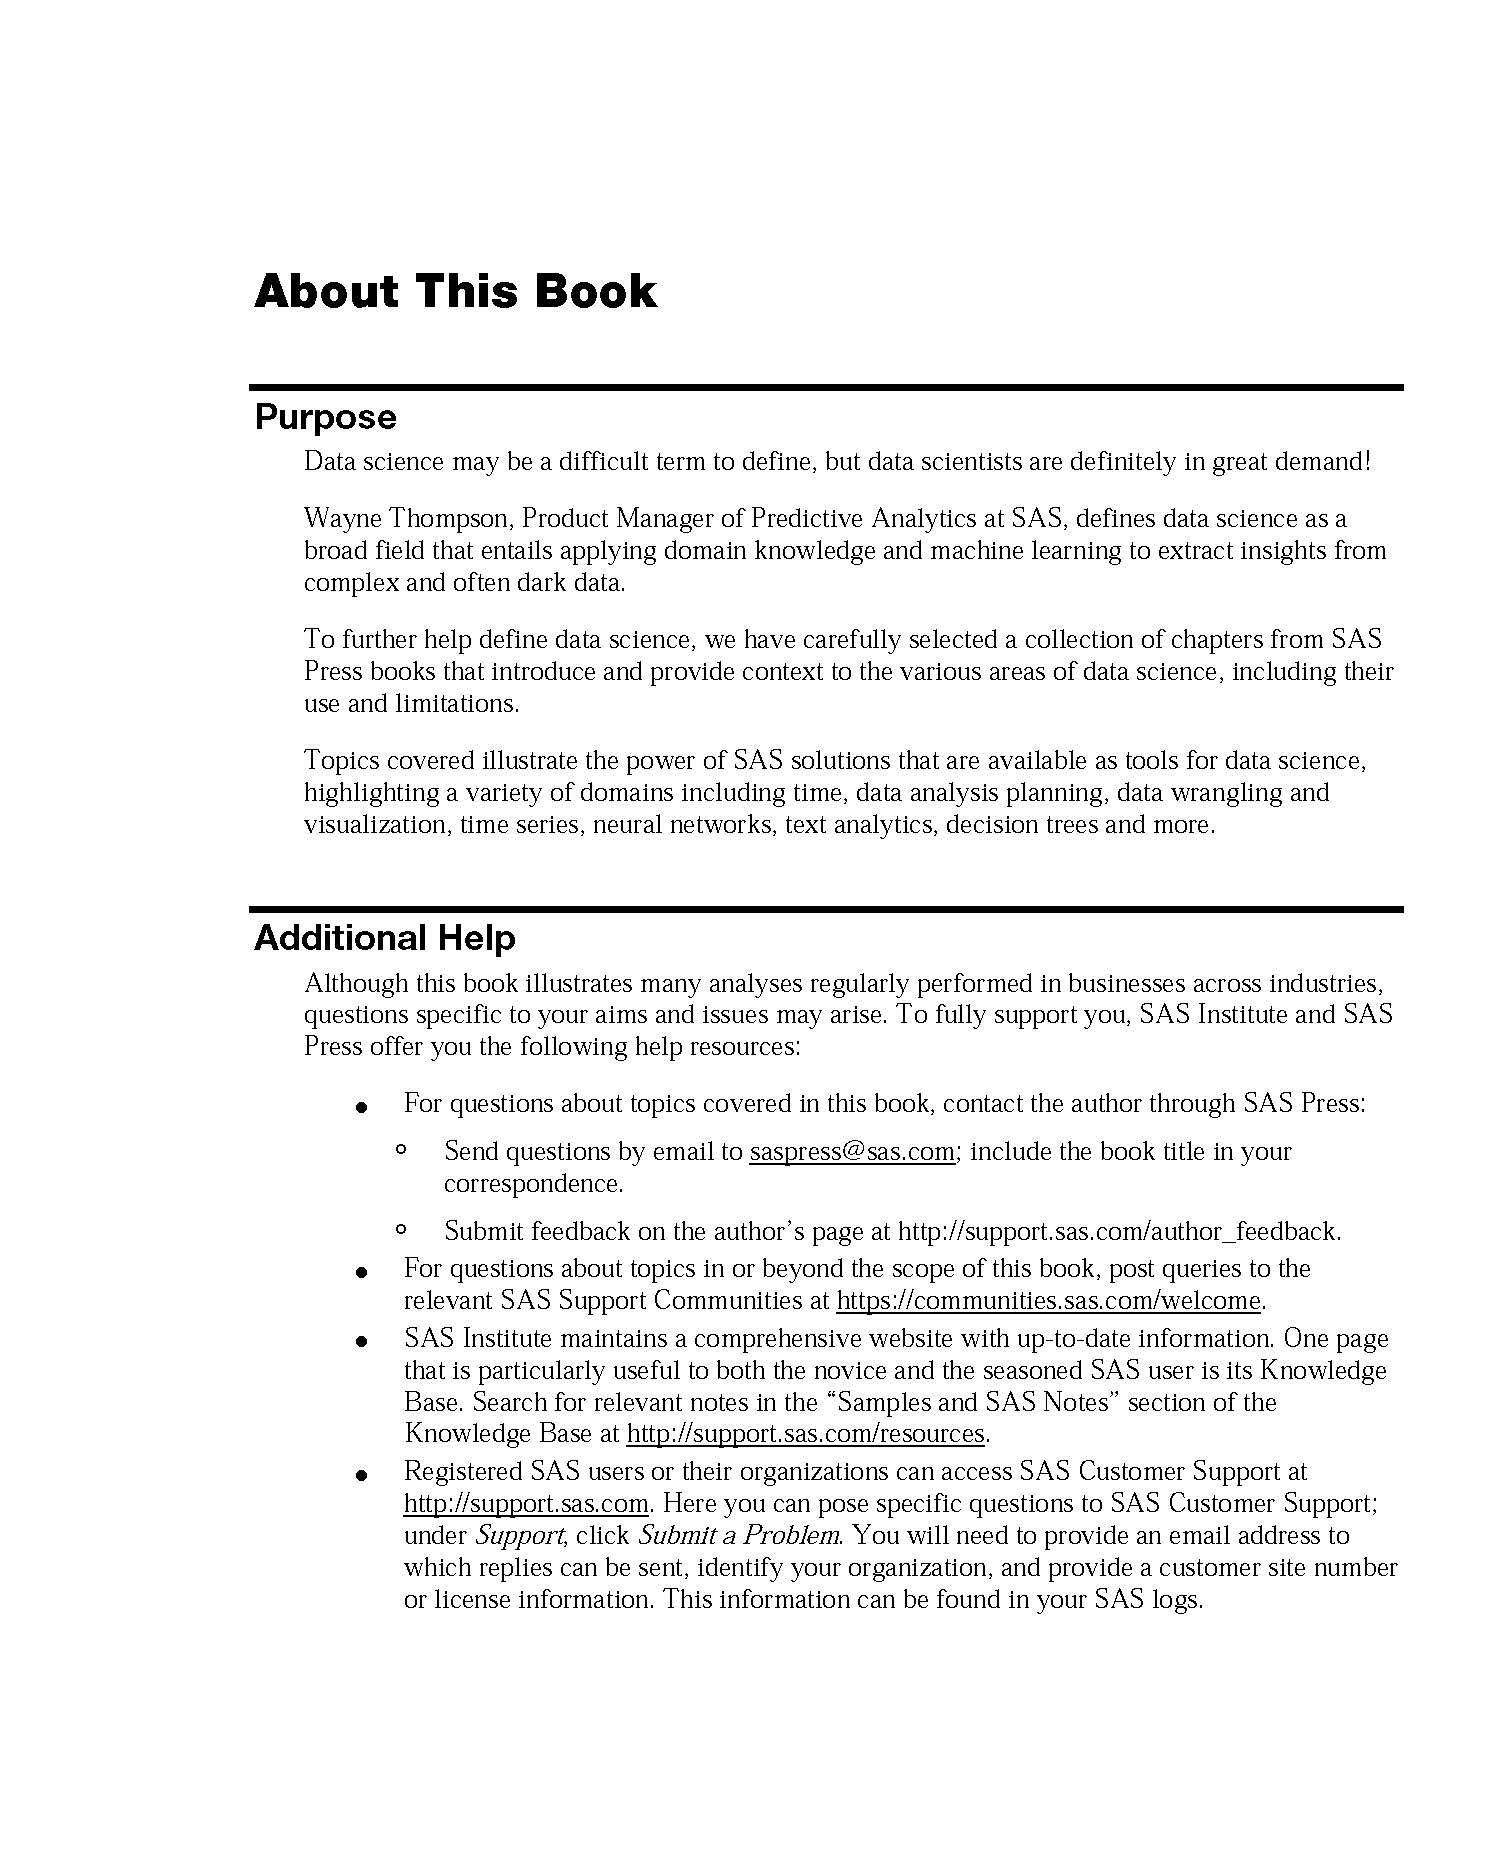 About This Book
Purpose
Data science may be a difficult term to define, but data scientists are definitely in great demand!
Wayne Thompson, Product Manager of Predictive Analytics at SAS, defines data science as a
broad field that entails applying domain knowledge and machine learning to extract insights from
complex and often dark data.
To further help define data science, we have carefully selected a collection of chapters from SAS
Press books that introduce and provide context to the various areas of data science, including their
use and limitations.
Topics covered illustrate the power of SAS solutions that are available as tools for data science,
highlighting a variety of domains including time, data analysis planning, data wrangling and
visualization, time series, neural networks, text analytics, decision trees and more.
Additional Help
Although this book illustrates many analyses regularly performed in businesses across industries,
questions specific to your aims and issues may arise. To fully support you, SAS Institute and SAS
Press offer you the following help resources:
● For questions about topics covered in this book, contact the author through SAS Press:
○ Send questions by email to saspress@sas.com; include the book title in your
correspondence.
○ Submit feedback on the author’s page at http://support.sas.com/author_feedback.
● For questions about topics in or beyond the scope of this book, post queries to the
relevant SAS Support Communities at https://communities.sas.com/welcome.
● SAS Institute maintains a comprehensive website with up-to-date information. One page
that is particularly useful to both the novice and the seasoned SAS user is its Knowledge
Base. Search for relevant notes in the “Samples and SAS Notes” section of the
Knowledge Base at http://support.sas.com/resources.
● Registered SAS users or their organizations can access SAS Customer Support at
http://support.sas.com. Here you can pose specific questions to SAS Customer Support;
under Support, click Submit a Problem. You will need to provide an email address to
which replies can be sent, identify your organization, and provide a customer site number
or license information. This information can be found in your SAS logs.